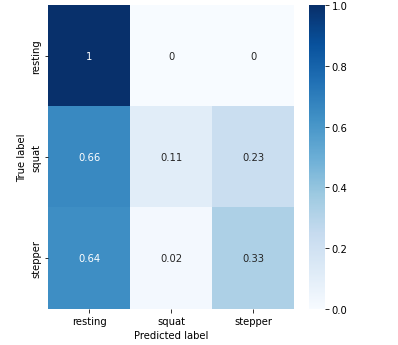 resting
1
0
0
squat
0.66
0.11
0.23
stepper
0.64
0.02
0.33
True label
resting
squat
stepper
Predicted label
1.0
0.8
0.6
0.4
0.2
0.0